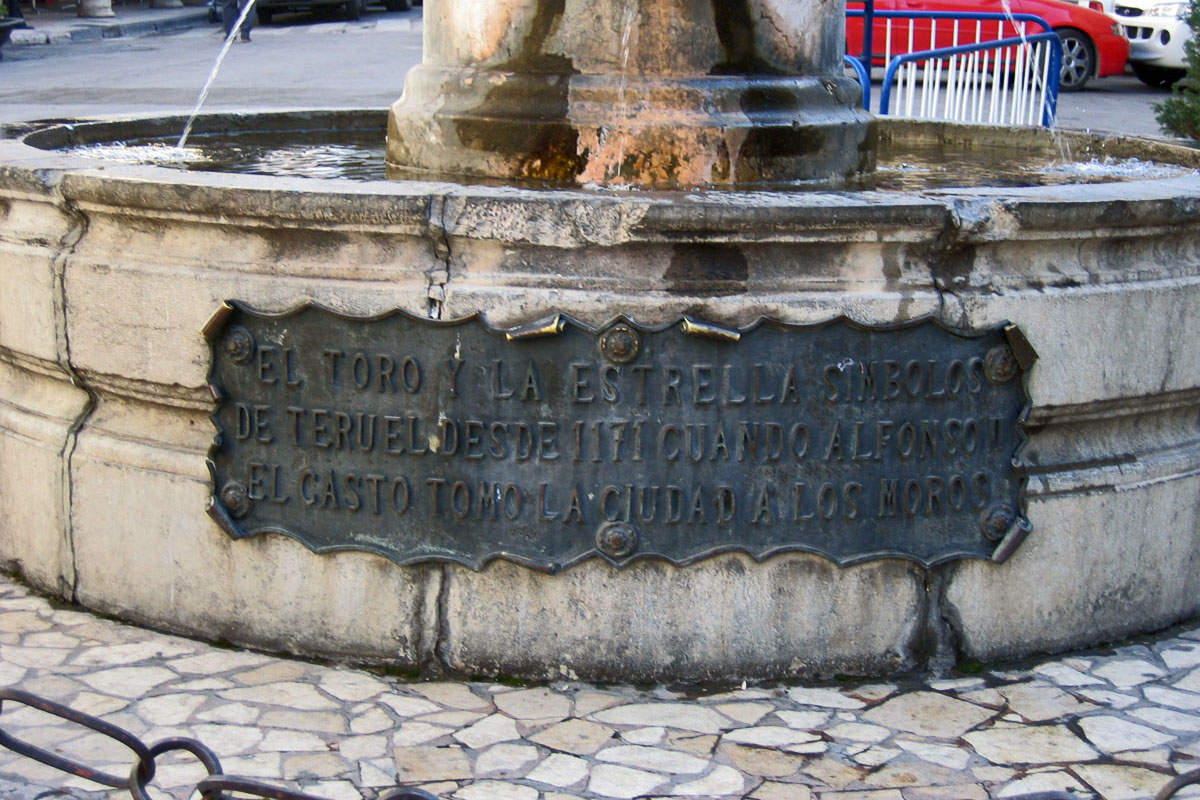 EL TORO Y LA ESTRELLA SIMBOLOS
DE TERUEL DESDE 1171 CUANDO ALFONSO II
EL CASTO TOMO LA CIUDAD A LOS MOROS